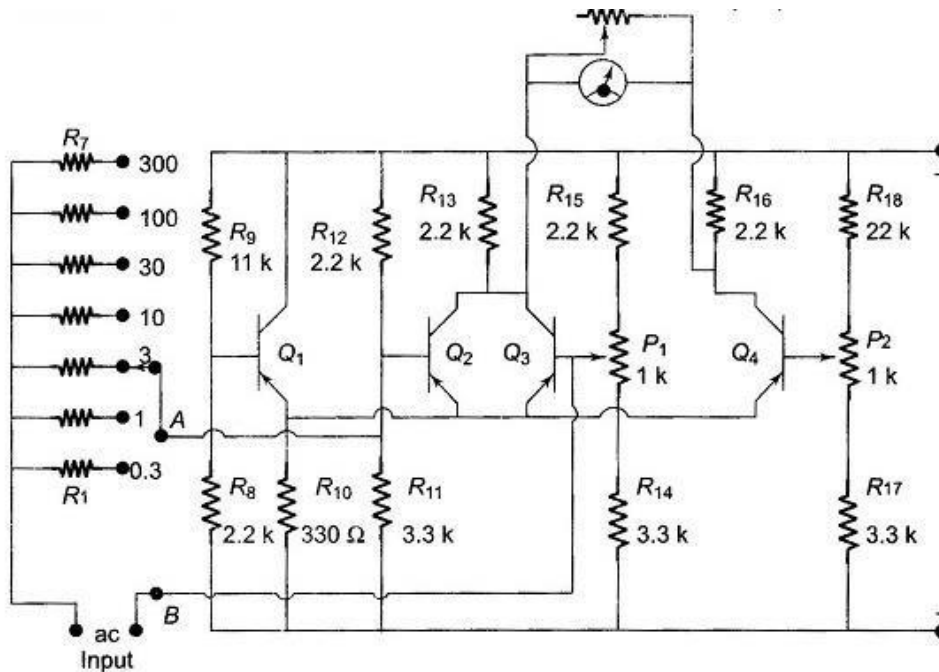 R7
300
100
30
10
3
1
0.3
R1
A
B
ac
Input
R9
11 k
R12
2.2 k
R13
2.2 k
R15
2.2 k
R16
2.2 k
R18
22 k
Q1
Q2
Q3
P1
1 k
Q4
P2
1 k
R8
2.2 k
R10
330 Ω
R11
3.3 k
R14
3.3 k
R17
3.3 k